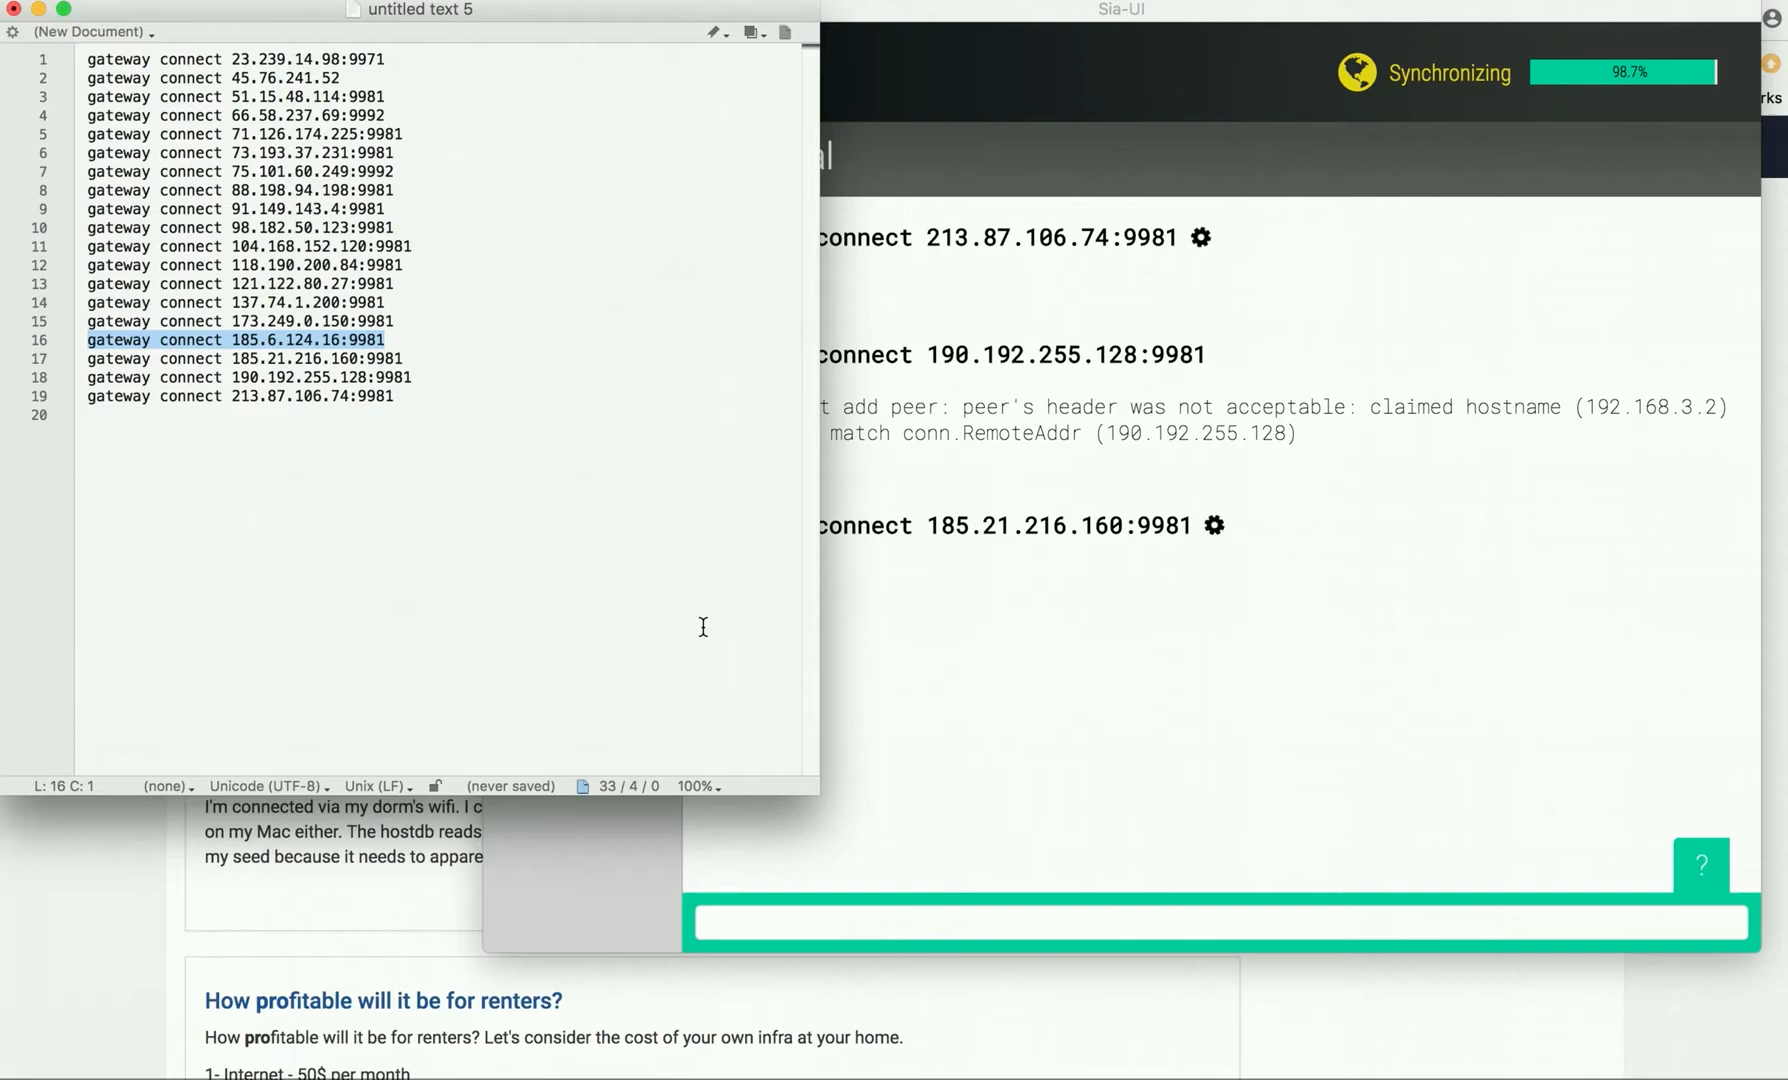 untitled text 5
(New Document)
1 gateway connect 23.239.14.98:9971
2 gateway connect 45.76.241.52
3 gateway connect 51.15.48.114:9981
4 gateway connect 66.58.237.69:9992
5 gateway connect 71.126.174.225:9981
6 gateway connect 73.193.37.231:9981
7 gateway connect 75.101.60.249:9992
8 gateway connect 88.198.94.198:9981
9 gateway connect 91.149.143.4:9981
10 gateway connect 98.182.50.123:9981
11 gateway connect 104.168.152.120:9981
12 gateway connect 118.190.200.84:9981
13 gateway connect 121.122.80.27:9981
14 gateway connect 137.74.1.200:9981
15 gateway connect 173.249.0.150:9981
16 gateway connect 185.6.124.16:9981
17 gateway connect 185.21.216.160:9981
18 gateway connect 190.192.255.128:9981
19 gateway connect 213.87.106.74:9981
20
L: 16 C: 1 (none) Unicode (UTF-8) Unix (LF) (never saved) 33 / 4 / 0 100%
Sia-UI
Synchronizing 98.7%
rks
al
connect 213.87.106.74:9981
connect 190.192.255.128:9981
t add peer: peer's header was not acceptable: claimed hostname (192.168.3.2)
match conn.RemoteAddr (190.192.255.128)
connect 185.21.216.160:9981
?
I'm connected via my dorm's wifi. I c
on my Mac either. The hostdb reads
my seed because it needs to appare
How profitable will it be for renters?
How profitable will it be for renters? Let's consider the cost of your own infra at your home.
1- Internet - 50$ per month